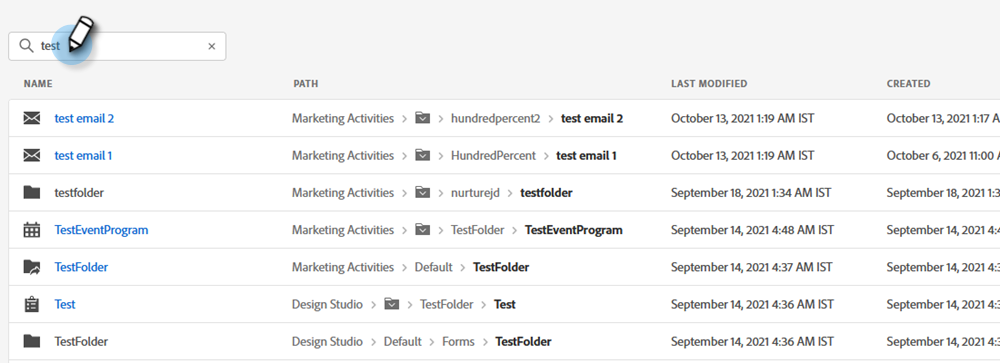 test ×
NAME PATH LAST MODIFIED CREATED
test email 2 Marketing Activities > > hundredpercent2 > test email 2 October 13, 2021 1:19 AM IST October 13, 2021 1:17 A
test email 1 Marketing Activities > > HundredPercent > test email 1 October 13, 2021 1:19 AM IST October 6, 2021 11:00
testfolder Marketing Activities > > nurturejd > testfolder September 18, 2021 1:34 AM IST September 18, 2021 1:3
TestEventProgram Marketing Activities > > TestFolder > TestEventProgram September 14, 2021 4:48 AM IST September 14, 2021 4:4
TestFolder Marketing Activities > Default > TestFolder September 14, 2021 4:37 AM IST September 14, 2021 4:3
Test Design Studio > > TestFolder > Test September 14, 2021 4:36 AM IST September 14, 2021 4:3
TestFolder Design Studio > Default > Forms > TestFolder September 14, 2021 4:36 AM IST September 14, 2021 4:3